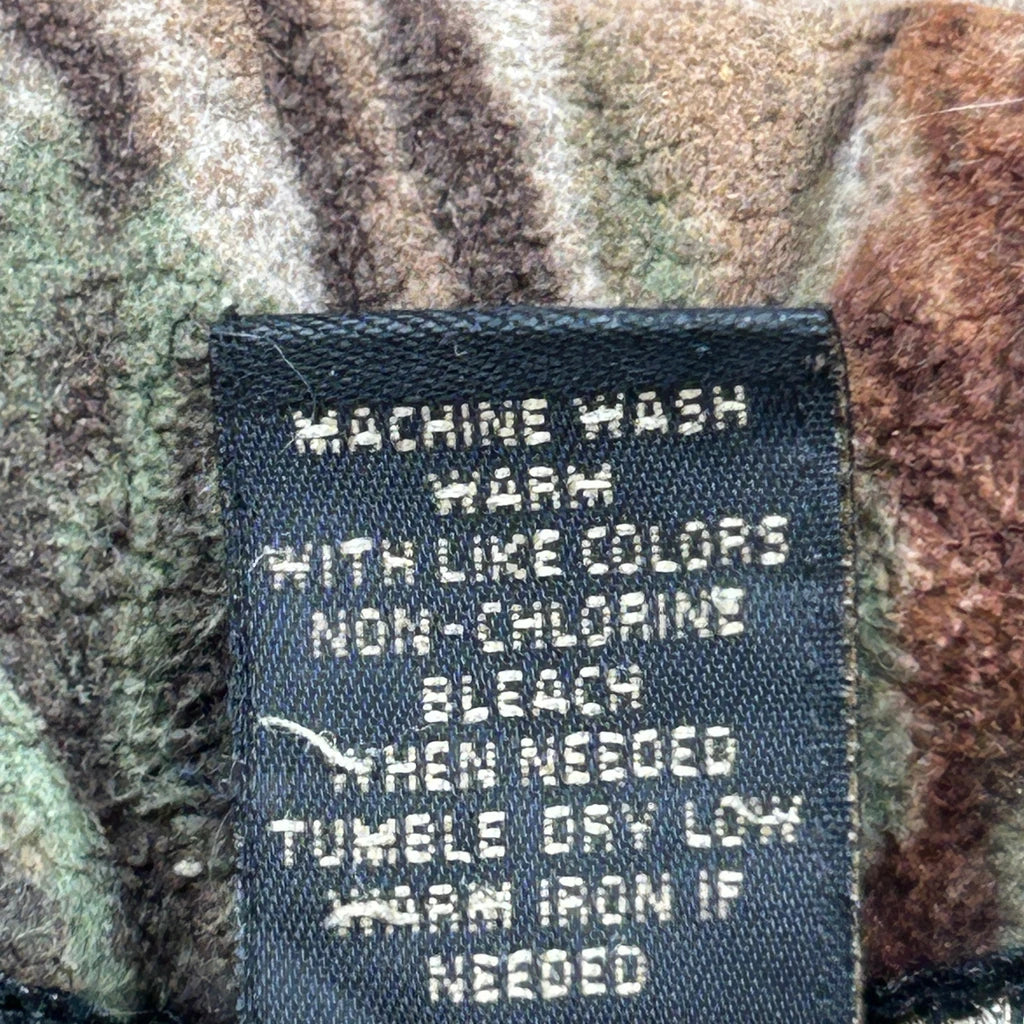 MACHINE WASH
WARM
WITH LIKE COLORS
NON-CHLORINE
BLEACH
WHEN NEEDED
TUMBLE DRY LOW
WARM IRON IF
NEEDED